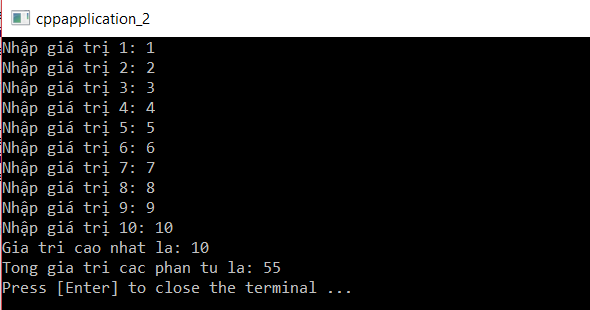 cppapplication_2
Nhập giá trị 1: 1
Nhập giá trị 2: 2
Nhập giá trị 3: 3
Nhập giá trị 4: 4
Nhập giá trị 5: 5
Nhập giá trị 6: 6
Nhập giá trị 7: 7
Nhập giá trị 8: 8
Nhập giá trị 9: 9
Nhập giá trị 10: 10
Gia tri cao nhat la: 10
Tong gia tri cac phan tu la: 55
Press [Enter] to close the terminal ...